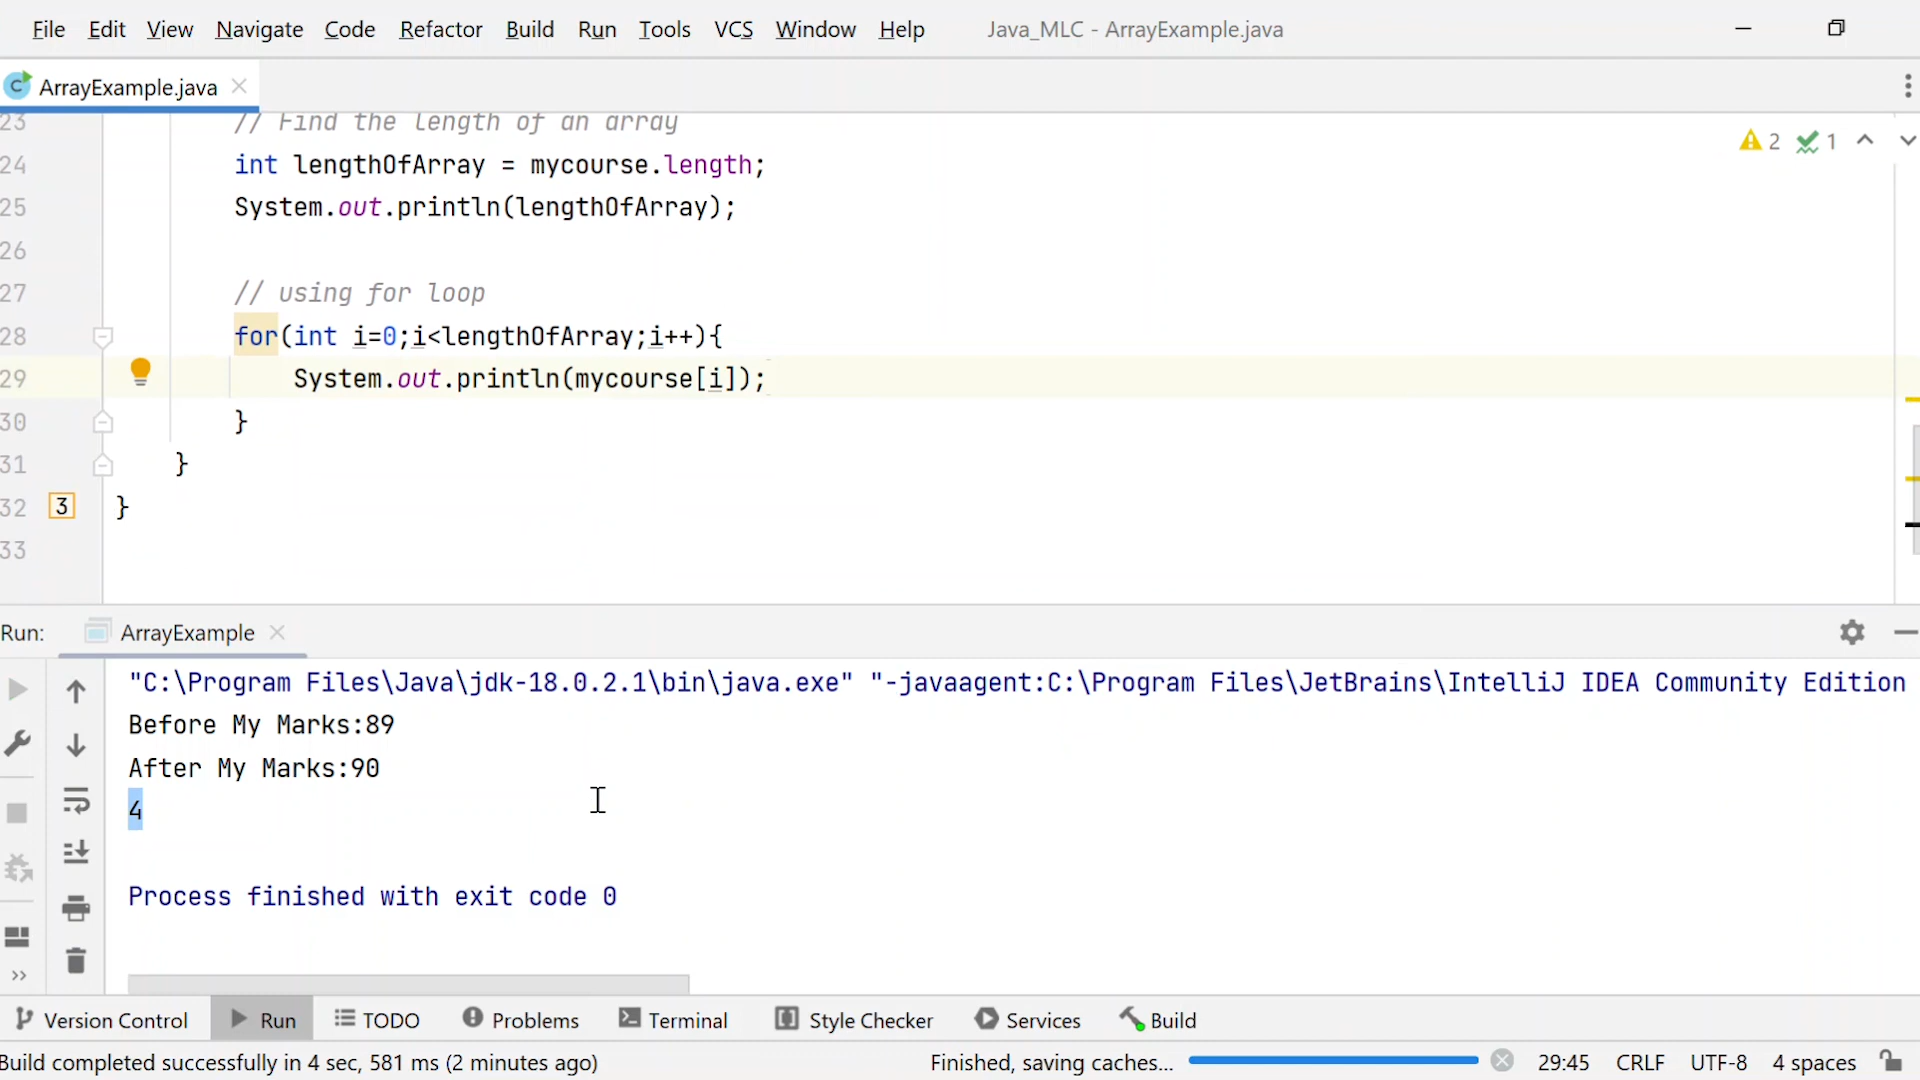 File Edit View Navigate Code Refactor Build Run Tools VCS Window Help Java_MLC - ArrayExample.java
ArrayExample.java
23 // Find the length of an array
24 int lengthOfArray = mycourse.length;
25 System.out.println(lengthOfArray);
26
27 // using for loop
28 for(int i=0;i<lengthOfArray;i++){
29 System.out.println(mycourse[i]);
30 }
31 }
32 3 }
33
2 1
Run: ArrayExample
"C:\Program Files\Java\jdk-18.0.2.1\bin\java.exe" "-javaagent:C:\Program Files\JetBrains\IntelliJ IDEA Community Edition
Before My Marks:89
After My Marks:90
4
Process finished with exit code 0
Version Control Run TODO Problems Terminal Style Checker Services Build
Build completed successfully in 4 sec, 581 ms (2 minutes ago) Finished, saving caches... 29:45 CRLF UTF-8 4 spaces